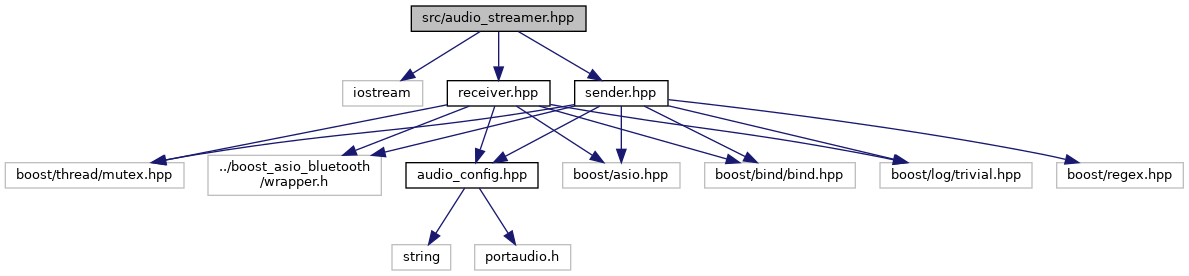 src/audio_streamer.hpp
iostream
receiver.hpp
sender.hpp
boost/thread/mutex.hpp
../boost_asio_bluetooth
/wrapper.h
audio_config.hpp
boost/asio.hpp
boost/bind/bind.hpp
boost/log/trivial.hpp
boost/regex.hpp
string
portaudio.h